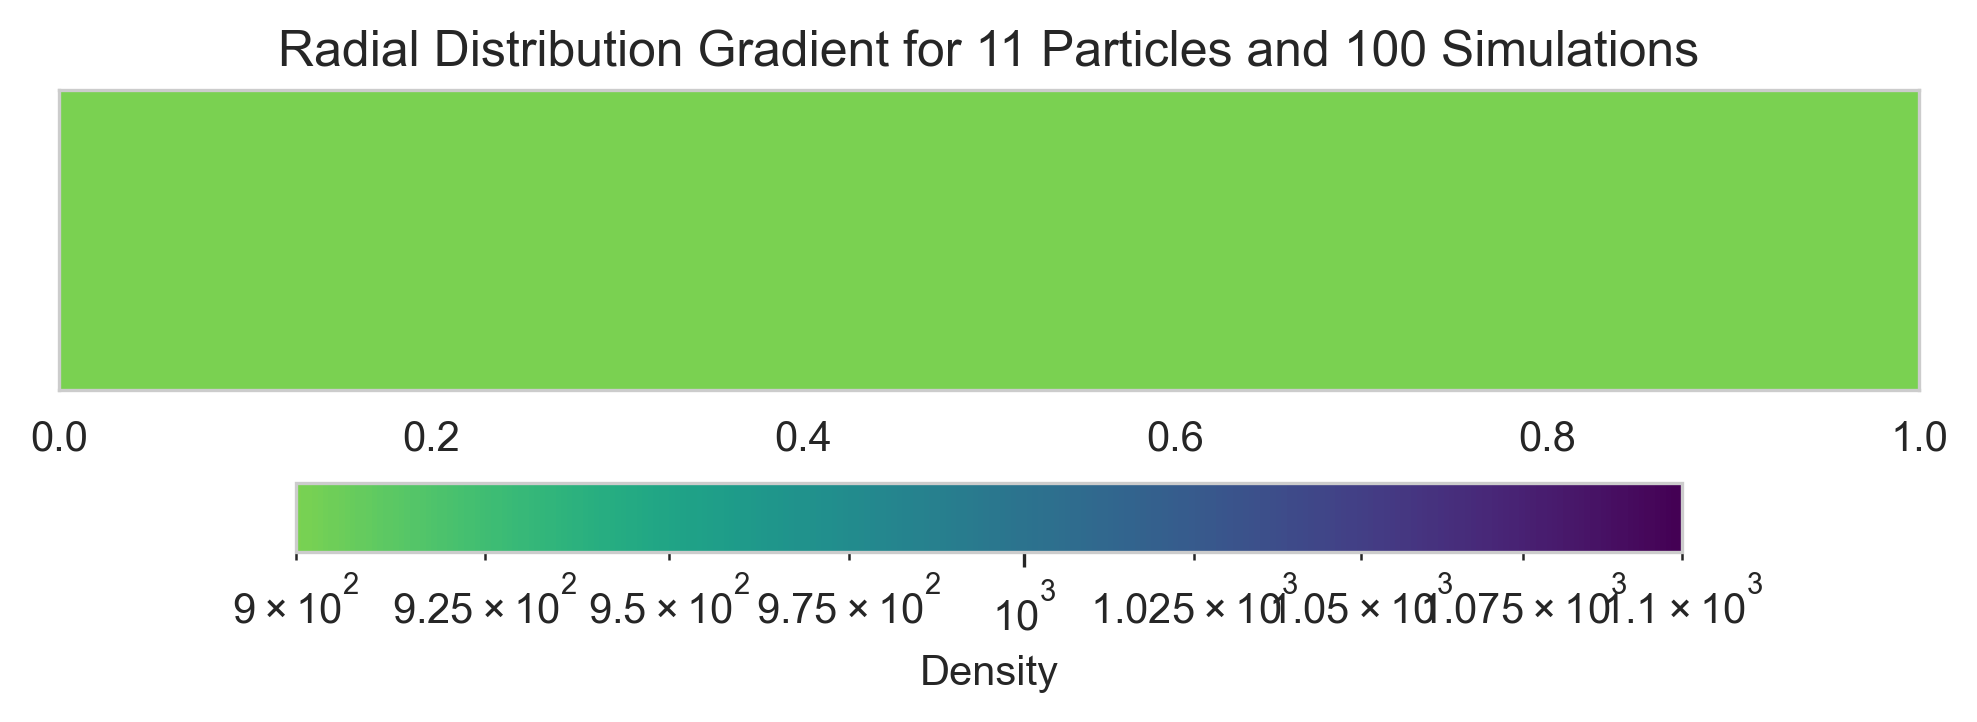 Radial Distribution Gradient for 11 Particles and 100 Simulations
0.0 0.2 0.4 0.6 0.8 1.0
9 × 10² 9.25 × 10² 9.5 × 10² 9.75 × 10² 10³ 1.025 × 10³ 1.05 × 10³ 1.075 × 10³ 1.1 × 10³
Density